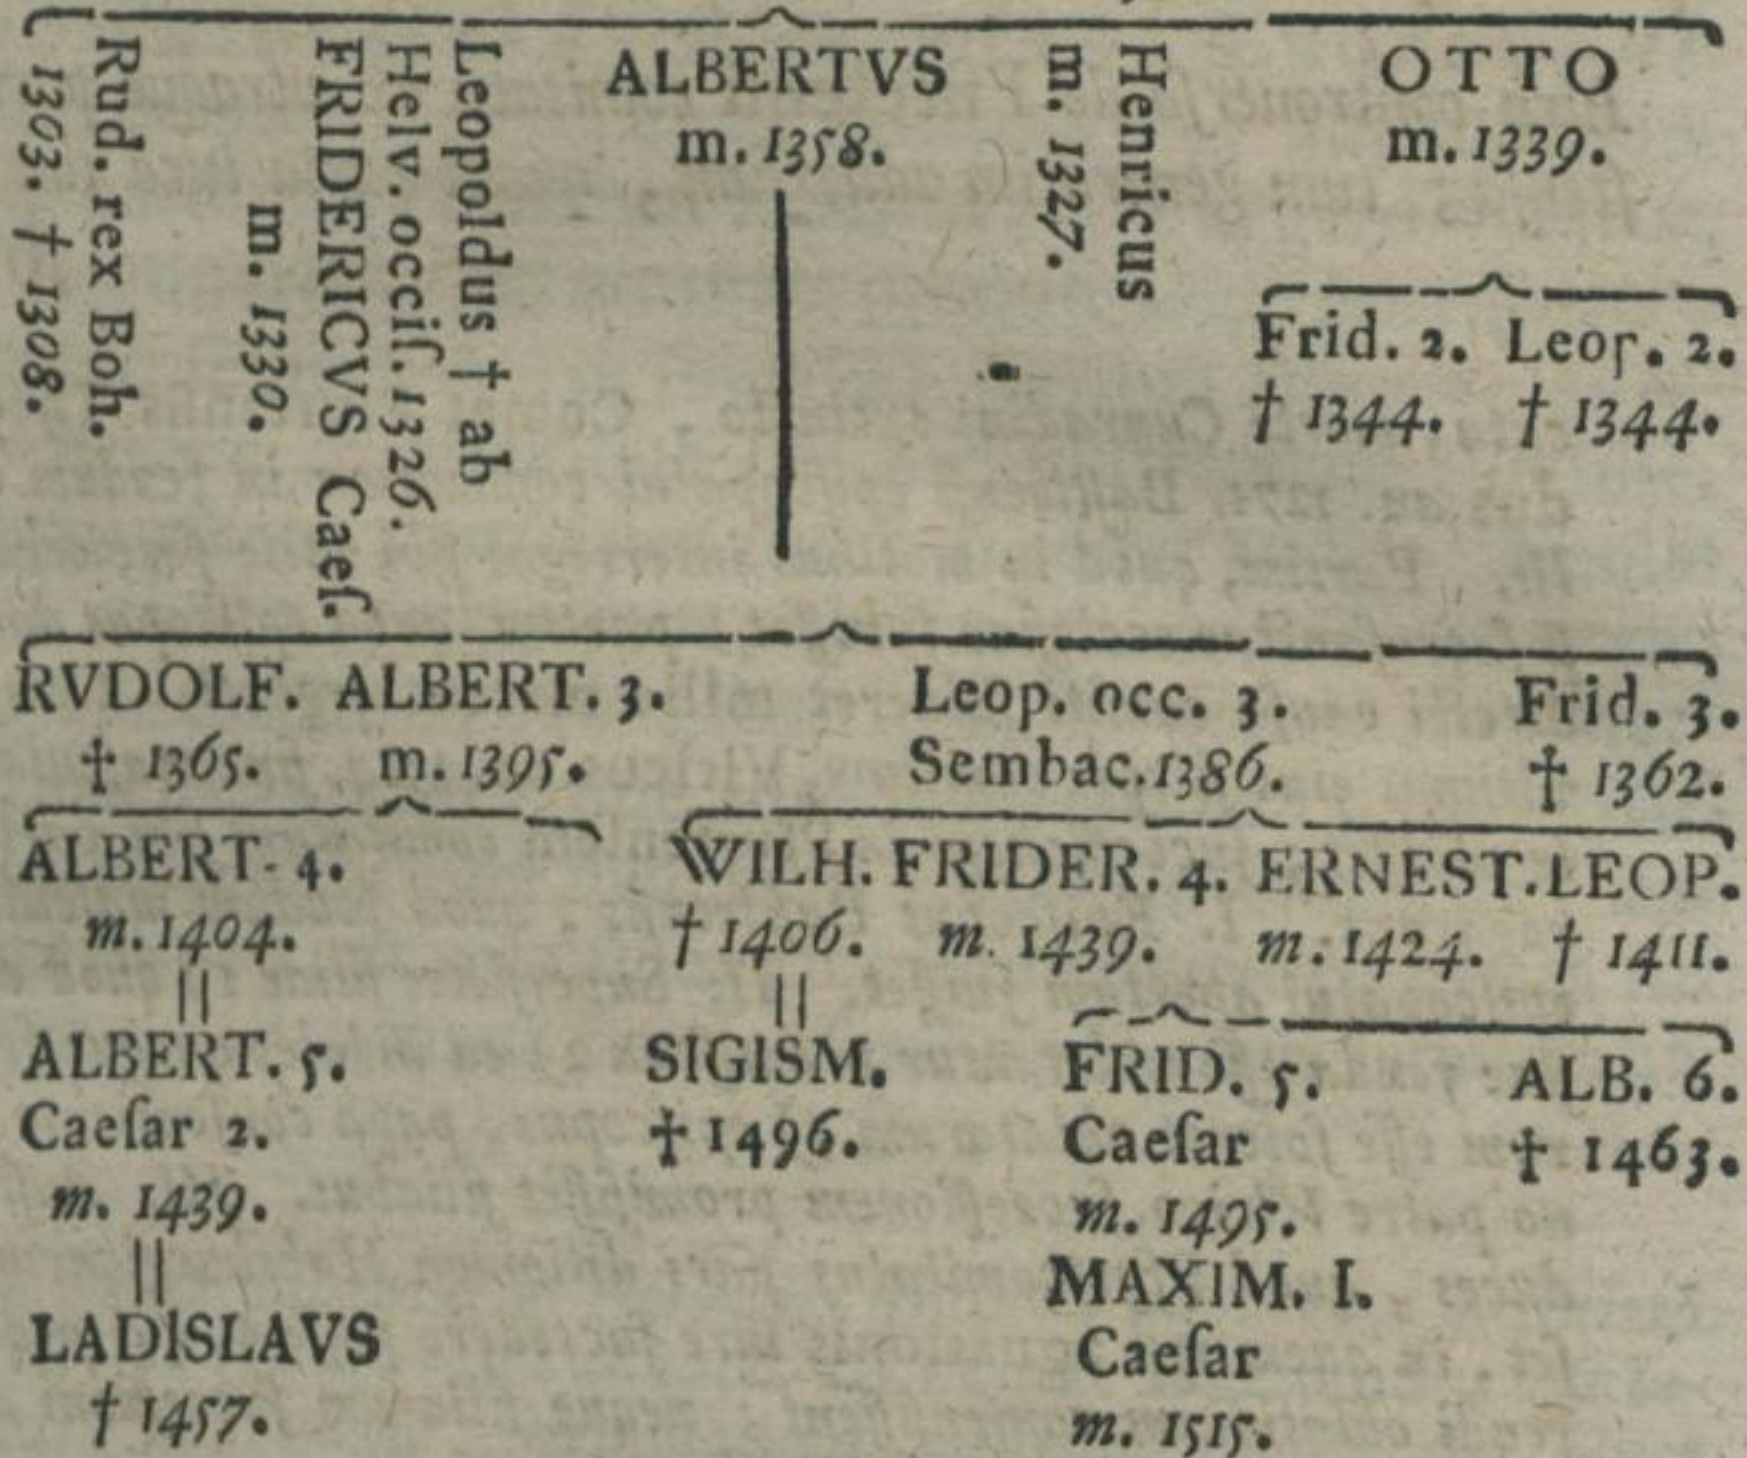 Rud. rex Boh.
1303. † 1308.
FRIDERICVS Caeſ.
m. 1330.
Leopoldus † ab
Helv. occiſ. 1326.
ALBERTVS
m. 1358.
Henricus
m. 1327.
OTTO
m. 1339.
Frid. 2. Leop. 2.
† 1344. † 1344.
RVDOLF. ALBERT. 3. Leop. occ. 3. Frid. 3.
† 1365. m. 1395. Sembac. 1386. † 1362.
ALBERT. 4. WILH. FRIDER. 4. ERNEST. LEOP.
m. 1404. † 1406. m. 1439. m. 1424. † 1411.
ALBERT. 5. SIGISM. FRID. 5. ALB. 6.
Caeſar 2. † 1496. Caeſar † 1463.
m. 1439. m. 1495.
LADISLAVS MAXIM. I.
† 1457. Caeſar
m. 1515.